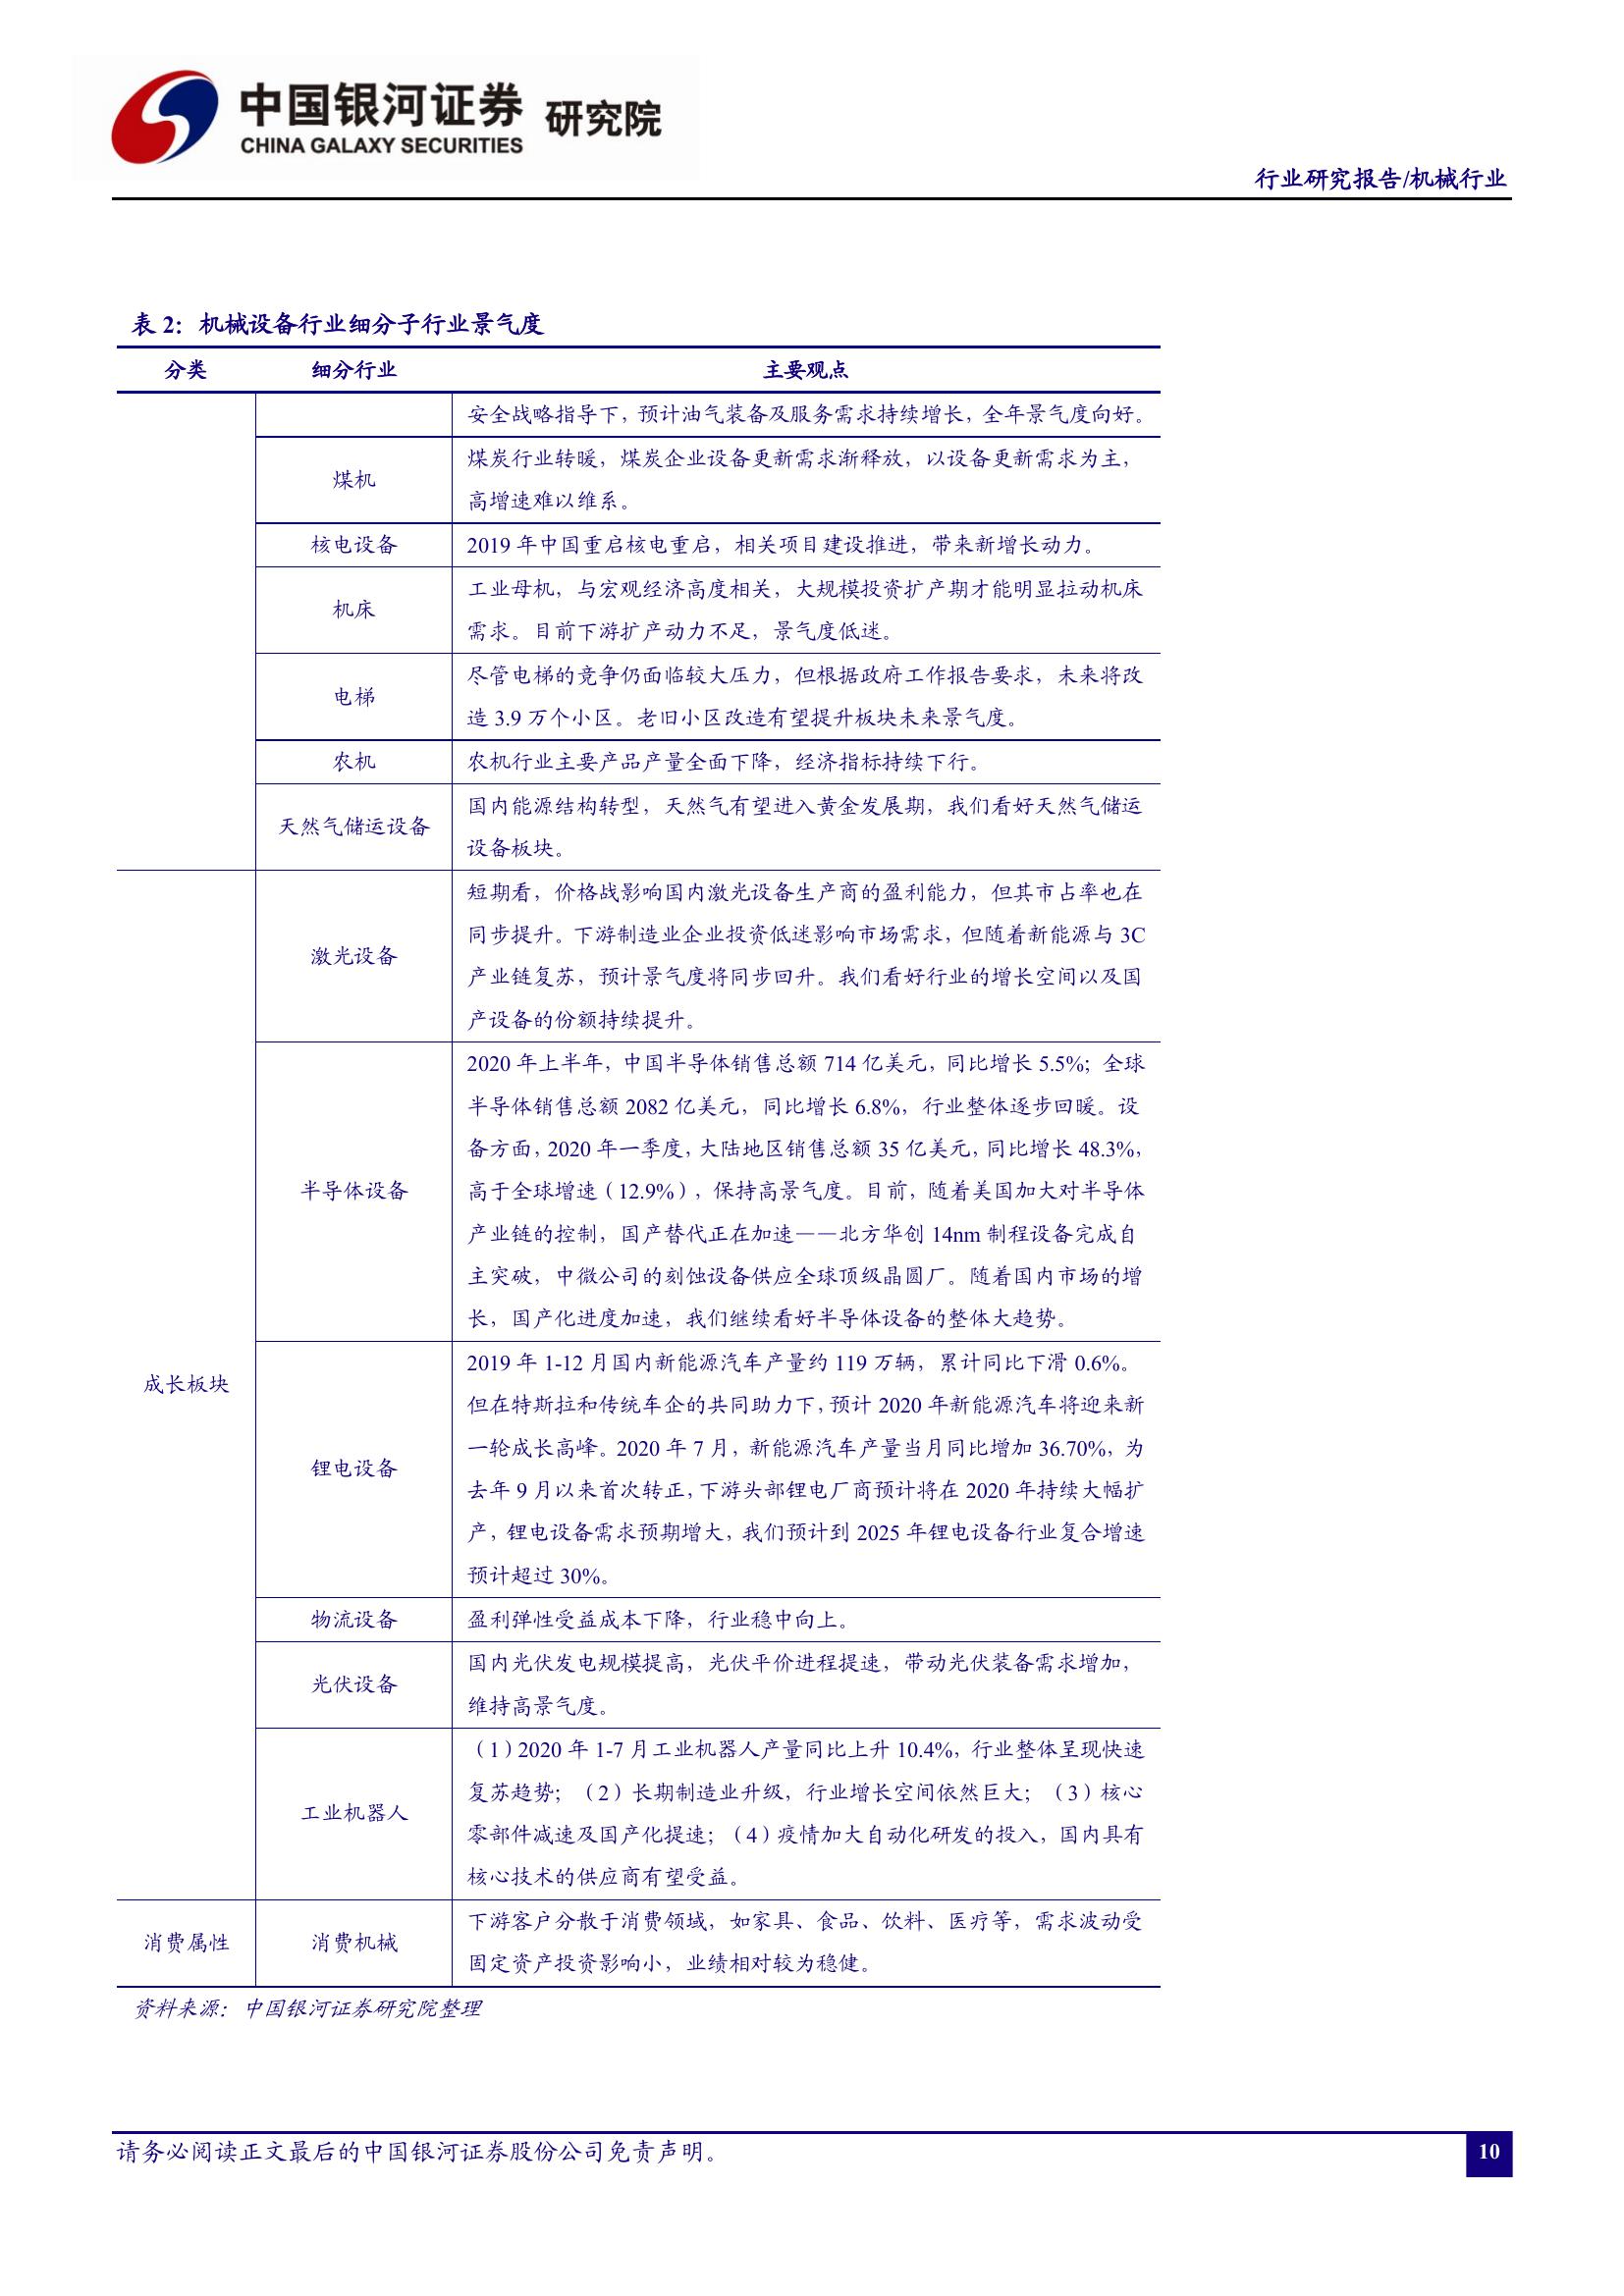 中国银河证券 研究院
CHINA GALAXY SECURITIES
行业研究报告/机械行业
表 2：机械设备行业细分子行业景气度
分类 细分行业 主要观点
安全战略指导下，预计油气装备及服务需求持续增长，全年景气度向好。
煤机
煤炭行业转暖，煤炭企业设备更新需求渐释放，以设备更新需求为主，
高增速难以维系。
核电设备
2019 年中国重启核电重启，相关项目建设推进，带来新增长动力。
机床
工业母机，与宏观经济高度相关，大规模投资扩产期才能明显拉动机床
需求。目前下游扩产动力不足，景气度低迷。
电梯
尽管电梯的竞争仍面临较大压力，但根据政府工作报告要求，未来将改
造 3.9 万个小区。老旧小区改造有望提升板块未来景气度。
农机
农机行业主要产品产量全面下降，经济指标持续下行。
天然气储运设备
国内能源结构转型，天然气有望进入黄金发展期，我们看好天然气储运
设备板块。
成长板块
激光设备
短期看，价格战影响国内激光设备生产商的盈利能力，但其市占率也在
同步提升。下游制造业企业投资低迷影响市场需求，但随着新能源与 3C
产业链复苏，预计景气度将同步回升。我们看好行业的增长空间以及国
产设备的份额持续提升。
半导体设备
2020 年上半年，中国半导体销售总额 714 亿美元，同比增长 5.5%；全球
半导体销售总额 2082 亿美元，同比增长 6.8%，行业整体逐步回暖。设
备方面，2020 年一季度，大陆地区销售总额 35 亿美元，同比增长 48.3%，
高于全球增速（12.9%），保持高景气度。目前，随着美国加大对半导体
产业链的控制，国产替代正在加速——北方华创 14nm 制程设备完成自
主突破，中微公司的刻蚀设备供应全球顶级晶圆厂。随着国内市场的增
长，国产化进度加速，我们继续看好半导体设备的整体大趋势。
锂电设备
2019 年 1-12 月国内新能源汽车产量约 119 万辆，累计同比下滑 0.6%。
但在特斯拉和传统车企的共同助力下，预计 2020 年新能源汽车将迎来新
一轮成长高峰。2020 年 7 月，新能源汽车产量当月同比增加 36.70%，为
去年 9 月以来首次转正，下游头部锂电厂商预计将在 2020 年持续大幅扩
产，锂电设备需求预期增大，我们预计到 2025 年锂电设备行业复合增速
预计超过 30%。
物流设备
盈利弹性受益成本下降，行业稳中向上。
光伏设备
国内光伏发电规模提高，光伏平价进程提速，带动光伏装备需求增加，
维持高景气度。
工业机器人
（1）2020 年 1-7 月工业机器人产量同比上升 10.4%，行业整体呈现快速
复苏趋势；（2）长期制造业升级，行业增长空间依然巨大；（3）核心
零部件减速及国产化提速；（4）疫情加大自动化研发的投入，国内具有
核心技术的供应商有望受益。
消费属性
消费机械
下游客户分散于消费领域，如家具、食品、饮料、医疗等，需求波动受
固定资产投资影响小，业绩相对较为稳健。
资料来源：中国银河证券研究院整理
请务必阅读正文最后的中国银河证券股份公司免责声明。
10